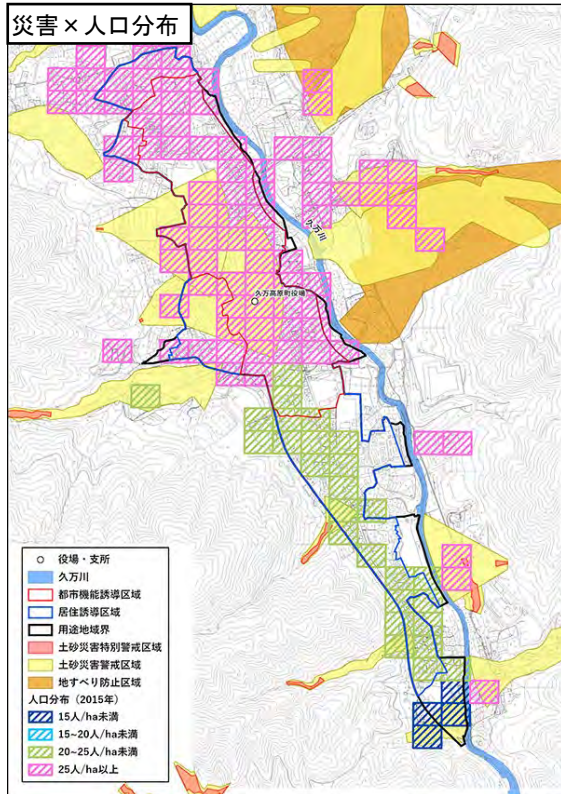 災害×人口分布
久万川
久万高原町役場
役場・支所
久万川
都市機能誘導区域
居住誘導区域
用途地域界
土砂災害特別警戒区域
土砂災害警戒区域
地すべり防止区域
人口分布（2015年）
15人/ha未満
15~20人/ha未満
20~25人/ha未満
25人/ha以上